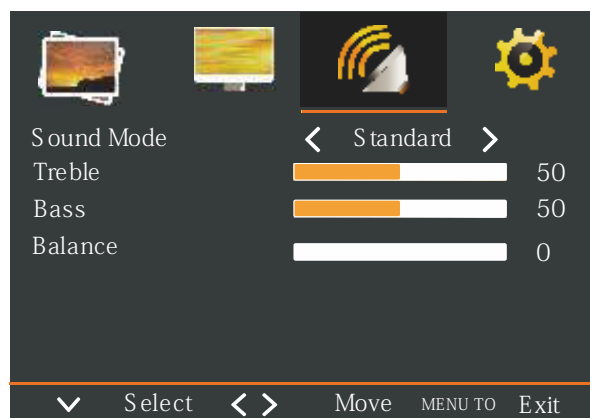 Sound Mode Standard
Treble 50
Bass 50
Balance 0
Select Move MENU TO Exit